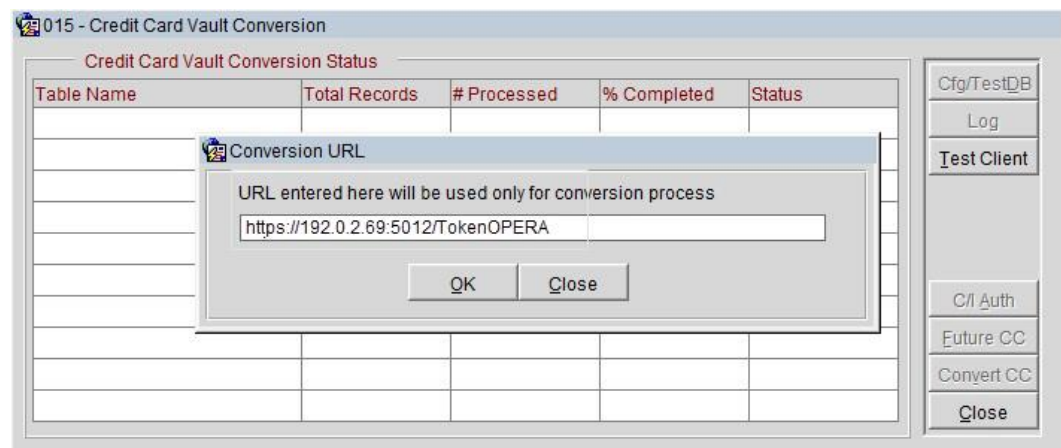 015 - Credit Card Vault Conversion
Credit Card Vault Conversion Status
Table Name Total Records # Processed % Completed Status
Cfg/TestDB
Log
Test Client
Conversion URL
URL entered here will be used only for conversion process
https://192.0.2.69:5012/TokenOPERA
OK Close
C/I Auth
Future CC
Convert CC
Close